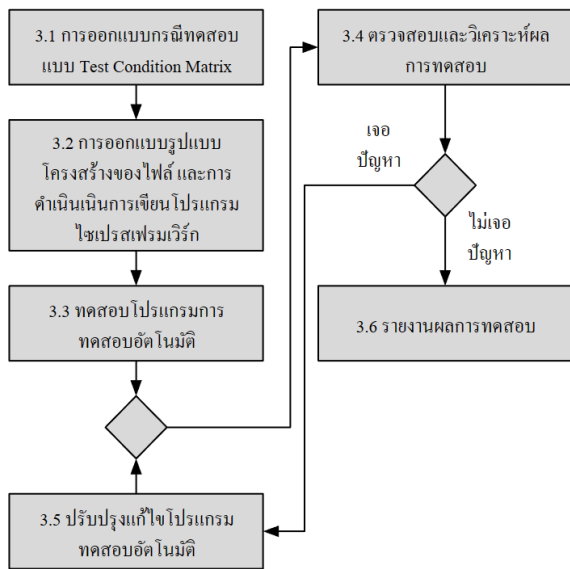 3.1 การออกแบบกรณีทดสอบ
แบบ Test Condition Matrix
3.2 การออกแบบรูปแบบ
โครงสร้างของไฟล์ และการ
ดำเนินเนินการเขียนโปรแกรม
ไซเปรสเฟรมเวิร์ก
3.3 ทดสอบโปรแกรมการ
ทดสอบอัตโนมัติ
3.4 ตรวจสอบและวิเคราะห์ผล
การทดสอบ
เจอ
ปัญหา
ไม่เจอ
ปัญหา
3.5 ปรับปรุงแก้ไขโปรแกรม
ทดสอบอัตโนมัติ
3.6 รายงานผลการทดสอบ